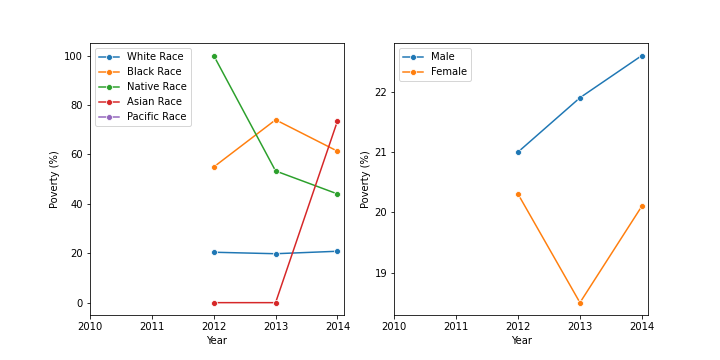 100
80
60
40
20
0
Poverty (%)
White Race
Black Race
Native Race
Asian Race
Pacific Race
2010 2011 2012 2013 2014
Year
22
21
20
19
Poverty (%)
Male
Female
2010 2011 2012 2013 2014
Year